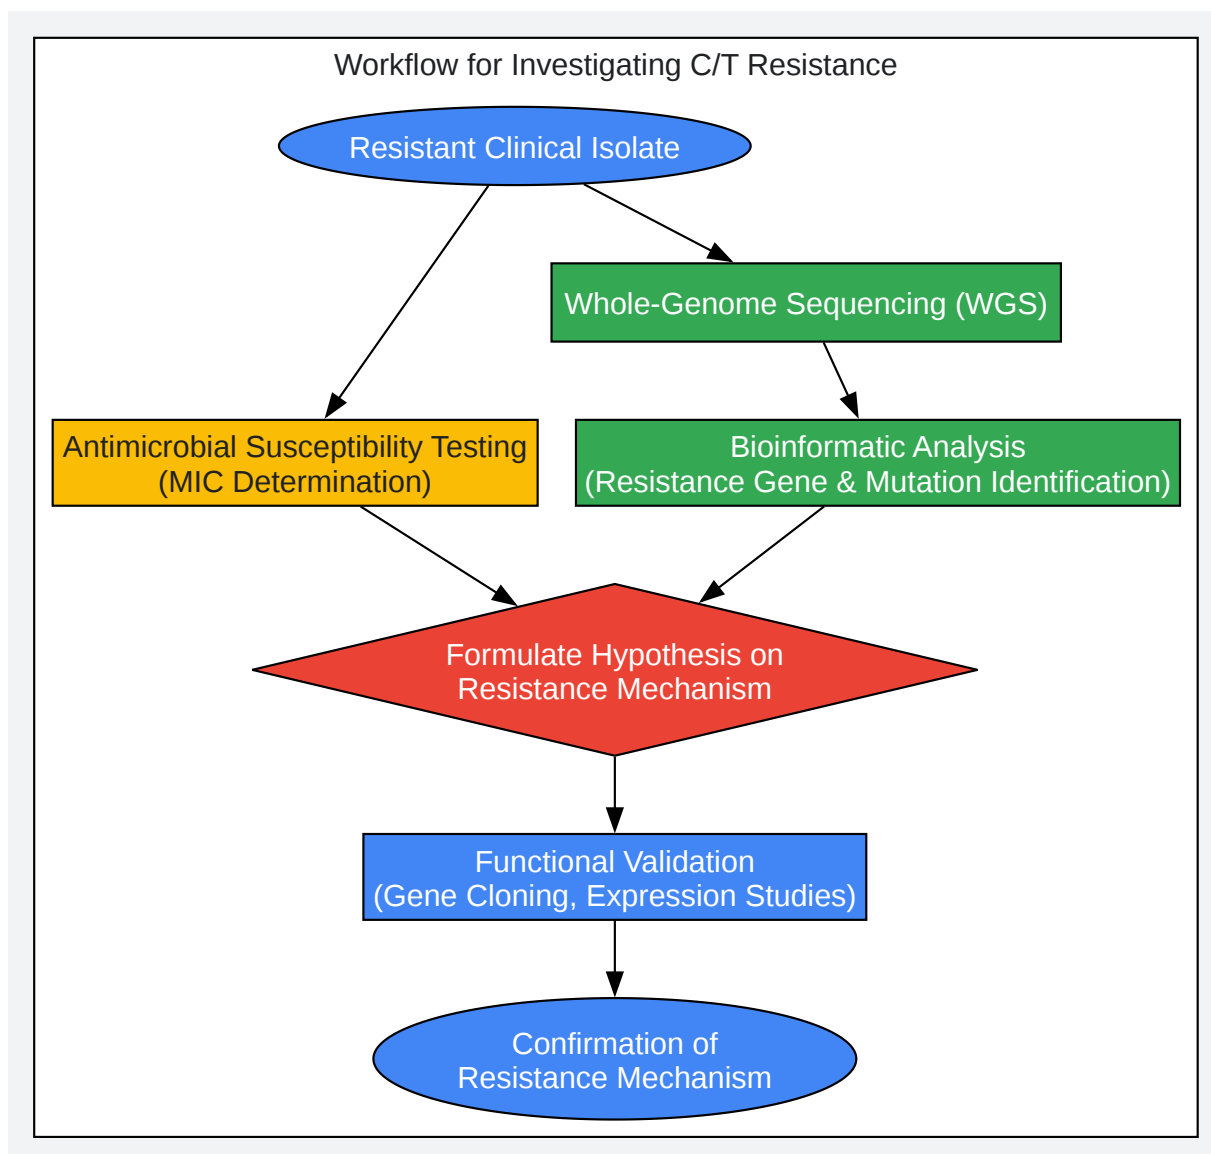 Workflow for Investigating C/T Resistance
Resistant Clinical Isolate
Whole-Genome Sequencing (WGS)
Antimicrobial Susceptibility Testing
(MIC Determination)
Bioinformatic Analysis
(Resistance Gene & Mutation Identification)
Formulate Hypothesis on
Resistance Mechanism
Functional Validation
(Gene Cloning, Expression Studies)
Confirmation of
Resistance Mechanism